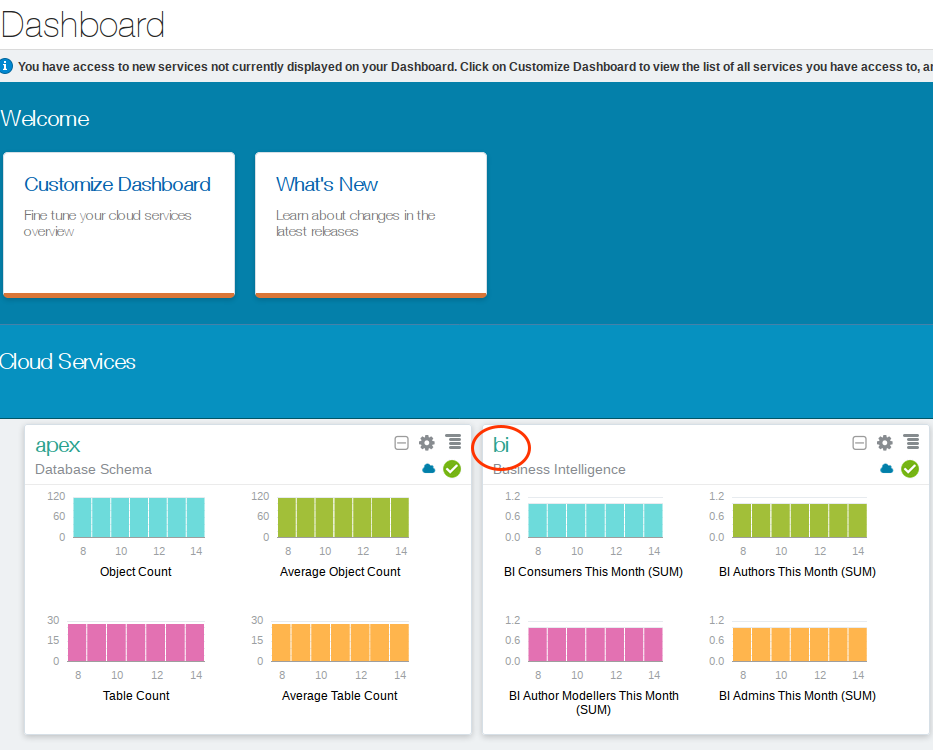 Dashboard
You have access to new services not currently displayed on your Dashboard. Click on Customize Dashboard to view the list of all services you have access to,
Welcome
Customize Dashboard
Fine tune your cloud services
overview
What's New
Learn about changes in the
latest releases
Cloud Services
apex
Database Schema
120
60
0
8 10 12 14
Object Count
120
60
0
8 10 12 14
Average Object Count
30
15
0
8 10 12 14
Table Count
30
15
0
8 10 12 14
Average Table Count
bi
Business Intelligence
1.2
0.6
0.0
8 10 12 14
BI Consumers This Month (SUM)
1.2
0.6
0.0
8 10 12 14
BI Authors This Month (SUM)
1.2
0.6
0.0
8 10 12 14
BI Author Modellers This Month
(SUM)
1.2
0.6
0.0
8 10 12 14
BI Admins This Month (SUM)